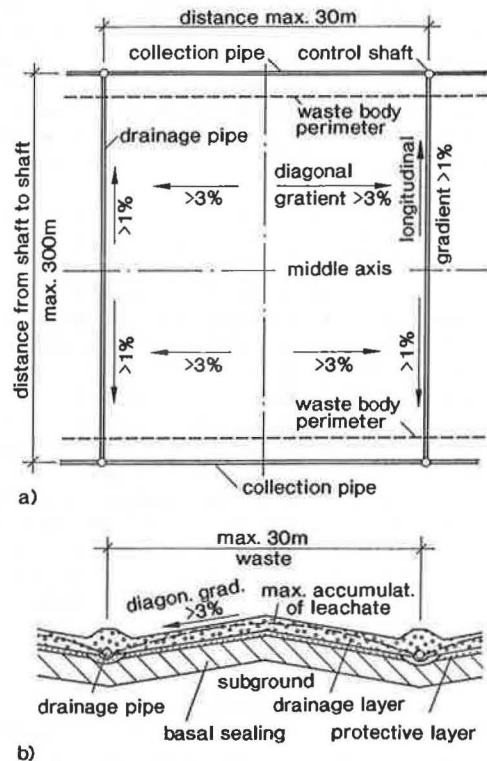 distance max. 30m
collection pipe
control shaft
waste body
perimeter
drainage pipe
diagonal
gratient >3%
longitudinal
gradient >1%
>1%
>3%
distance from shaft to shaft
max. 300m
middle axis
>1%
>3%
>3%
>1%
waste body
perimeter
a)
collection pipe
max. 30m
waste
diagon. grad.
>3%
max. accumulat.
of leachate
subground
drainage pipe
drainage layer
basal sealing
protective layer
b)